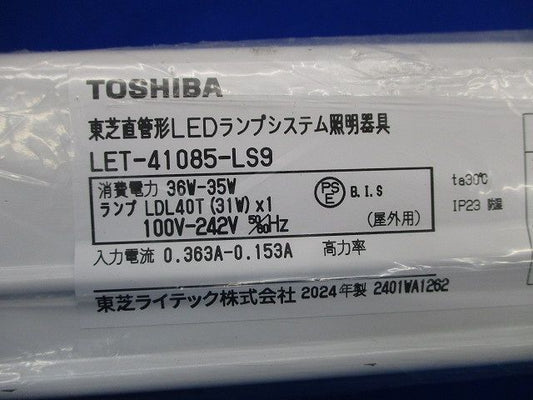 TOSHIBA
東芝直管形LEDランプシステム照明器具
LET-41085-LS9
消費電力 36W-35W
ランプ LDL40T(31W)x1
100V-242V 50/60Hz
PSE B.I.S
(屋外用)
ta30℃
IP23 防湿
入力電流 0.363A-0.153A 高力率
東芝ライテック株式会社 2024年製 2401WA1262